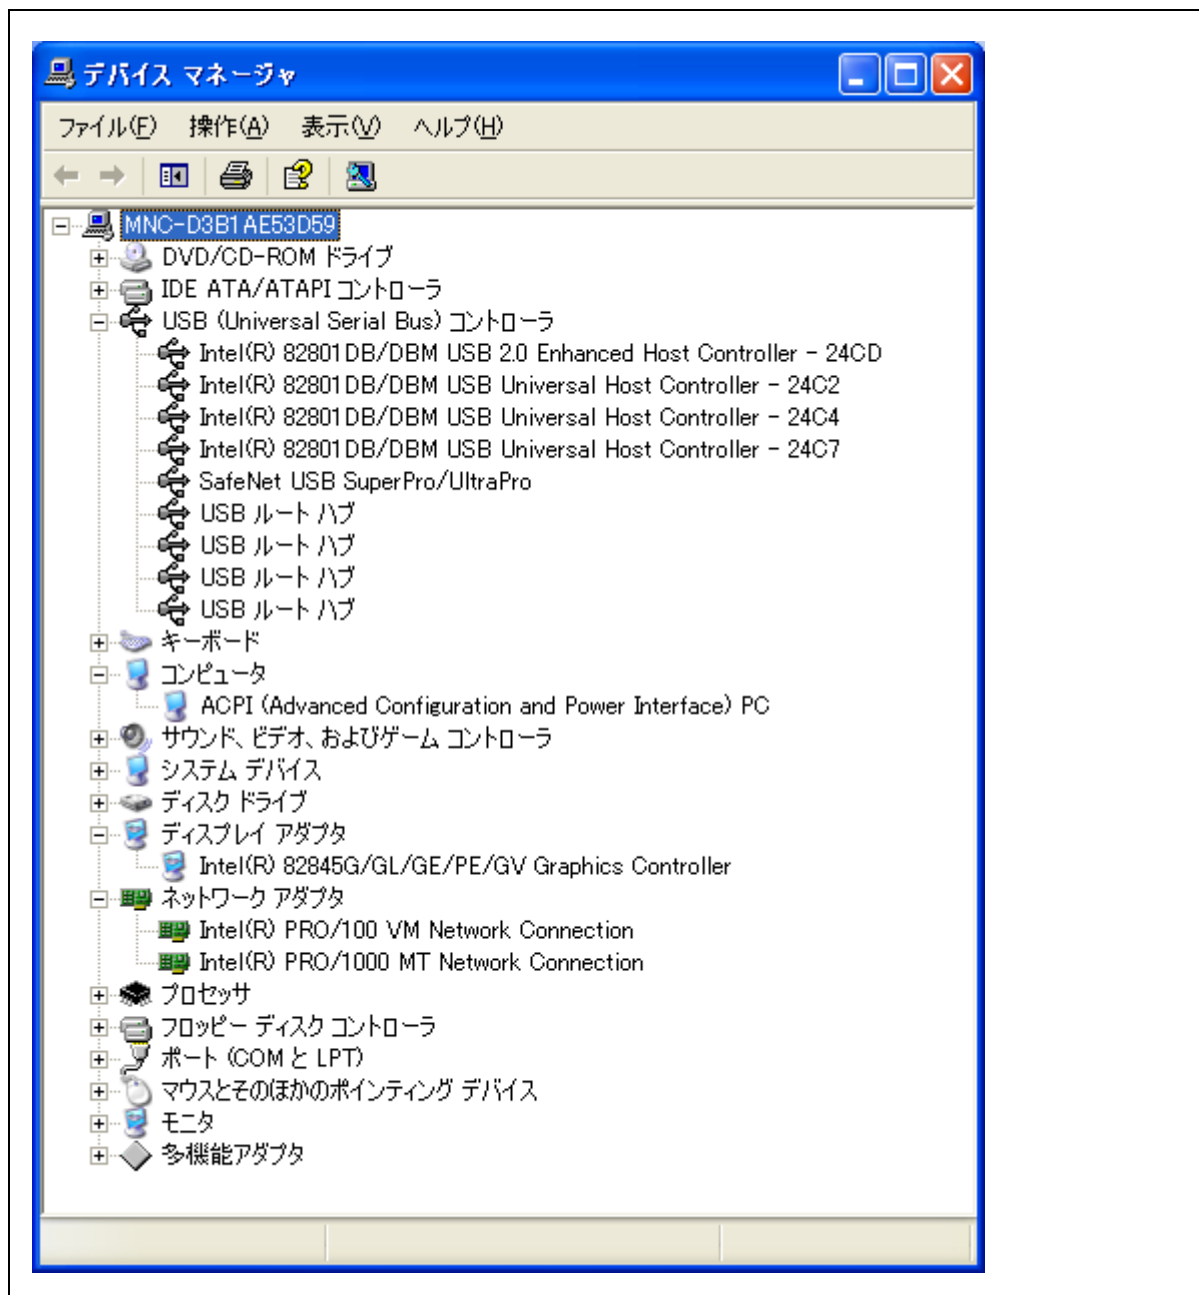 デバイス マネージャ
ファイル(F) 操作(A) 表示(V) ヘルプ(H)
MNC-D3B1AE53D59
DVD/CD-ROM ドライブ
IDE ATA/ATAPI コントローラ
USB (Universal Serial Bus) コントローラ
Intel(R) 82801DB/DBM USB 2.0 Enhanced Host Controller - 24CD
Intel(R) 82801DB/DBM USB Universal Host Controller - 24C2
Intel(R) 82801DB/DBM USB Universal Host Controller - 24C4
Intel(R) 82801DB/DBM USB Universal Host Controller - 24C7
SafeNet USB SuperPro/UltraPro
USB ルート ハブ
USB ルート ハブ
USB ルート ハブ
USB ルート ハブ
キーボード
コンピュータ
ACPI (Advanced Configuration and Power Interface) PC
サウンド、ビデオ、およびゲーム コントローラ
システム デバイス
ディスク ドライブ
ディスプレイ アダプタ
Intel(R) 82845G/GL/GE/PE/GV Graphics Controller
ネットワーク アダプタ
Intel(R) PRO/100 VM Network Connection
Intel(R) PRO/1000 MT Network Connection
プロセッサ
フロッピー ディスク コントローラ
ポート (COM と LPT)
マウスとそのほかのポインティング デバイス
モニタ
多機能アダプタ